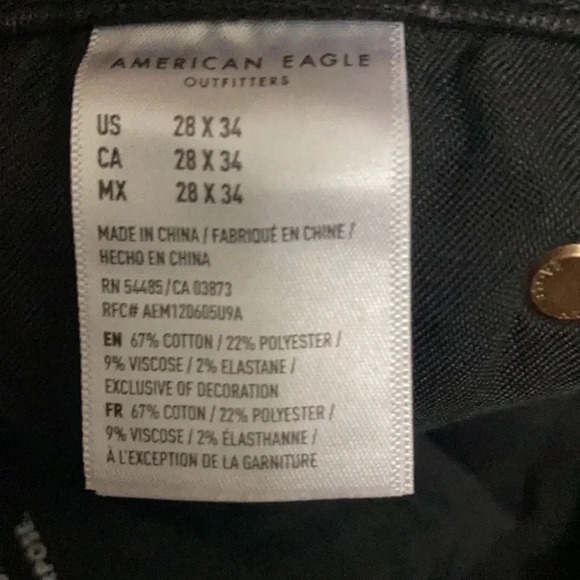 AMERICAN EAGLE
OUTFITTERS
US 28 X 34
CA 28 X 34
MX 28 X 34
MADE IN CHINA / FABRIQUÉ EN CHINE /
HECHO EN CHINA
RN 54485 / CA 03873
RFC# AEM120605U9A
EN 67% COTTON / 22% POLYESTER /
9% VISCOSE / 2% ELASTANE /
EXCLUSIVE OF DECORATION
FR 67% COTON / 22% POLYESTER /
9% VISCOSE / 2% ÉLASTHANNE /
À L'EXCEPTION DE LA GARNITURE